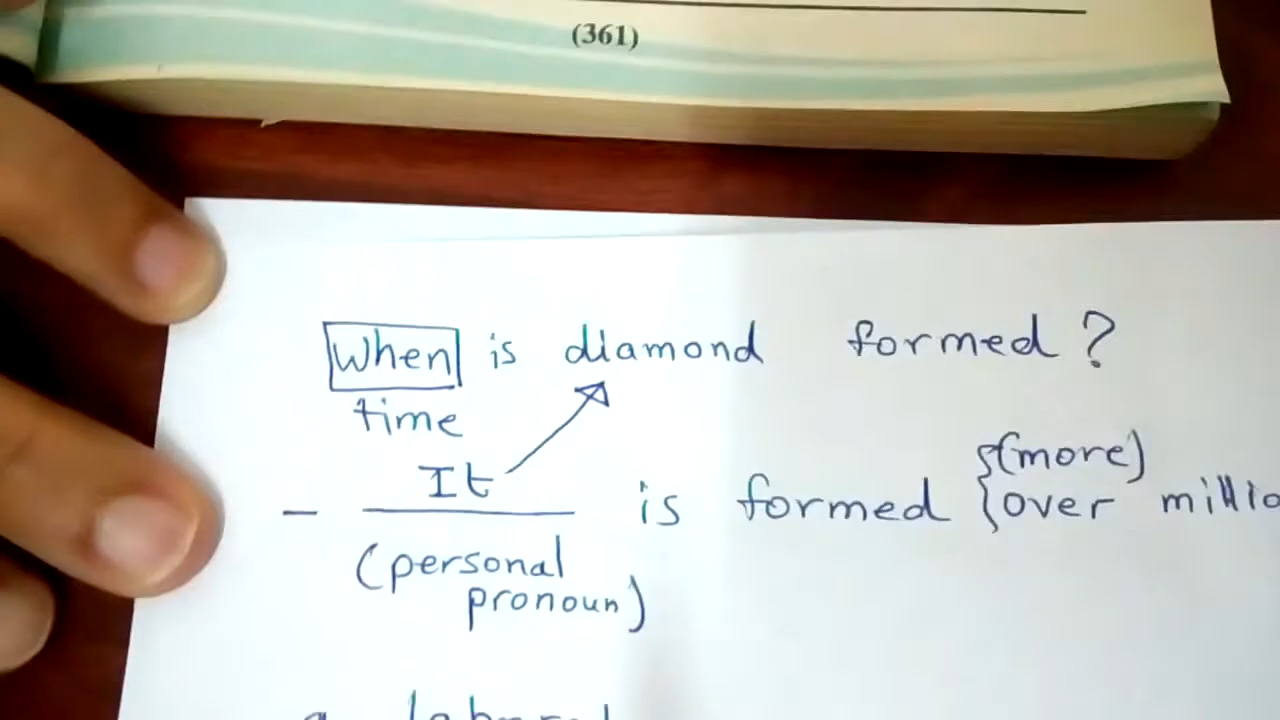 (361)
When is diamond formed ?
time
It
(more)
- is formed over
(personal
pronoun)
a